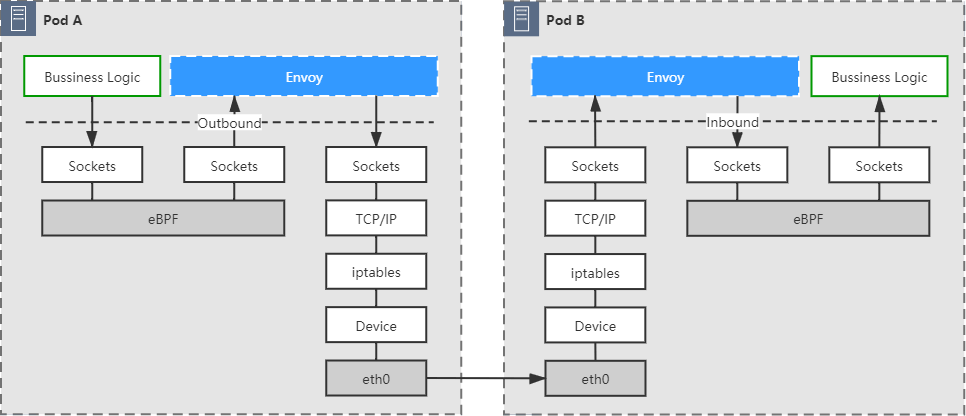 Pod A
Bussiness Logic
Envoy
Outbound
Sockets
Sockets
Sockets
eBPF
TCP/IP
iptables
Device
eth0
Pod B
Envoy
Bussiness Logic
Inbound
Sockets
Sockets
Sockets
TCP/IP
eBPF
iptables
Device
eth0